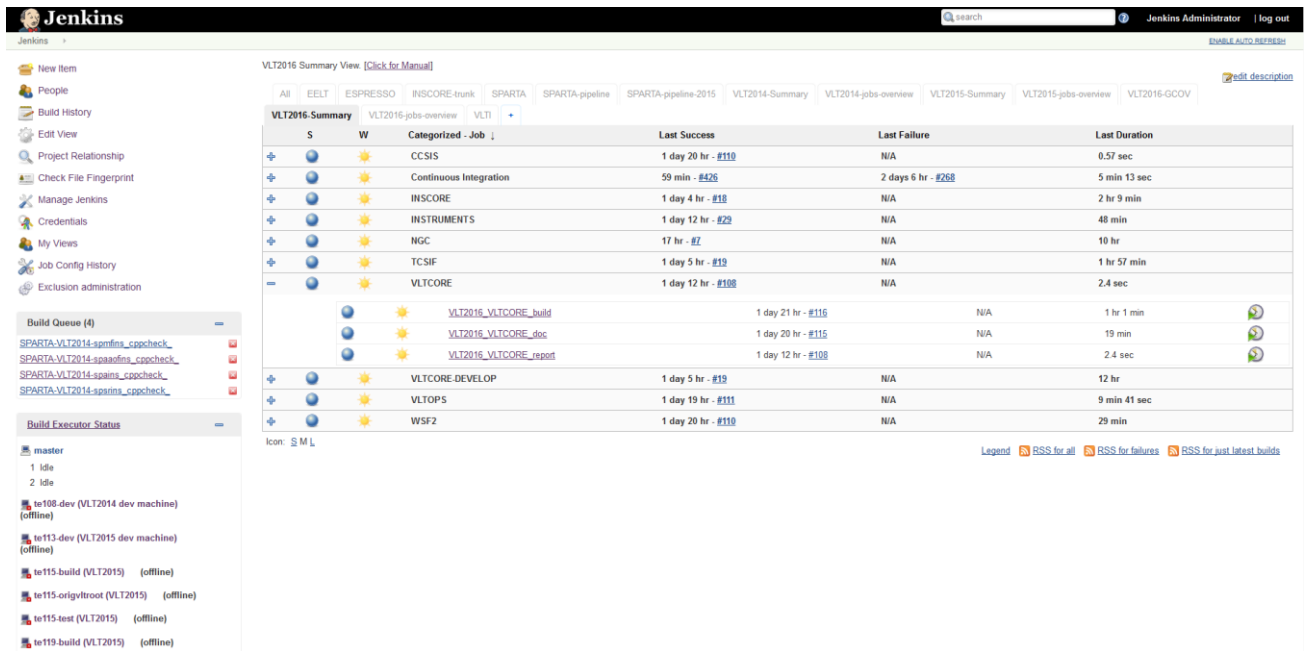 Jenkins
search
Jenkins Administrator | log out
Jenkins
ENABLE AUTO REFRESH
New Item
People
Build History
Edit View
Project Relationship
Check File Fingerprint
Manage Jenkins
Credentials
My Views
Job Config History
Exclusion administration
Build Queue (4)
SPARTA-VLT2014-spmfins_cppcheck_
SPARTA-VLT2014-spaaofins_cppcheck_
SPARTA-VLT2014-spains_cppcheck_
SPARTA-VLT2014-spsrins_cppcheck_
Build Executor Status
master
1 Idle
2 Idle
te108-dev (VLT2014 dev machine)
(offline)
te113-dev (VLT2015 dev machine)
(offline)
te115-build (VLT2015) (offline)
te115-origvltroot (VLT2015) (offline)
te115-test (VLT2015) (offline)
te119-build (VLT2015) (offline)
VLT2016 Summary View. [Click for Manual]
edit description
All EELT ESPRESSO INSCORE-trunk SPARTA SPARTA-pipeline SPARTA-pipeline-2015 VLT2014-Summary VLT2014-jobs-overview VLT2015-Summary VLT2015-jobs-overview VLT2016-GCOV
VLT2016-Summary VLT2016-jobs-overview VLTI +
S W Categorized - Job ↓ Last Success Last Failure Last Duration
CCSIS 1 day 20 hr - #110 N/A 0.57 sec
Continuous Integration 59 min - #426 2 days 6 hr - #268 5 min 13 sec
INSCORE 1 day 4 hr - #18 N/A 2 hr 9 min
INSTRUMENTS 1 day 12 hr - #29 N/A 48 min
NGC 17 hr - #7 N/A 10 hr
TCSIF 1 day 5 hr - #19 N/A 1 hr 57 min
VLTCORE 1 day 12 hr - #108 2.4 sec
VLT2016_VLTCORE_build 1 day 21 hr - #116 N/A 1 hr 1 min
VLT2016_VLTCORE_doc 1 day 20 hr - #115 N/A 19 min
VLT2016_VLTCORE_report 1 day 12 hr - #108 N/A 2.4 sec
VLTCORE-DEVELOP 1 day 5 hr - #19 N/A 12 hr
VLTOPS 1 day 19 hr - #111 N/A 9 min 41 sec
WSF2 1 day 20 hr - #110 N/A 29 min
Icon: S M L
Legend RSS for all RSS for failures RSS for just latest builds